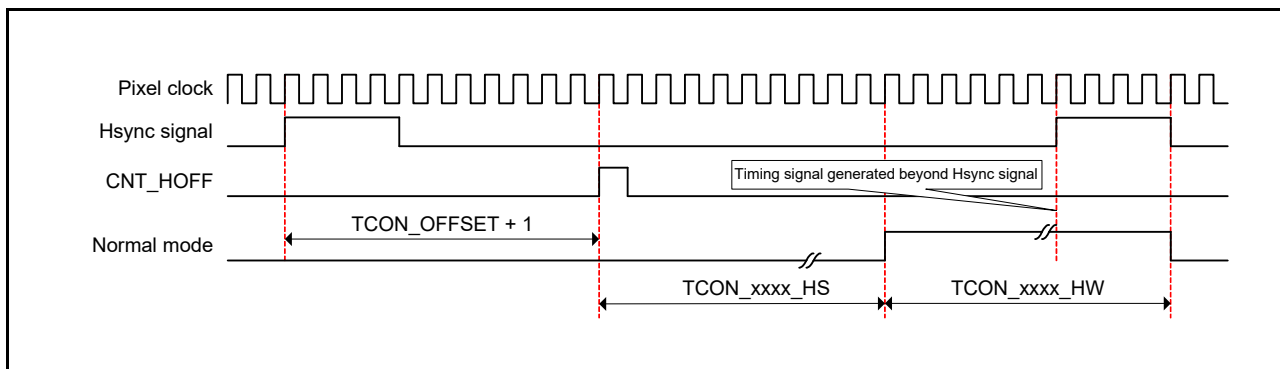 Pixel clock
Hsync signal
CNT_HOFF
Timing signal generated beyond Hsync signal
TCON_OFFSET + 1
Normal mode
TCON_xxxx_HS
TCON_xxxx_HW